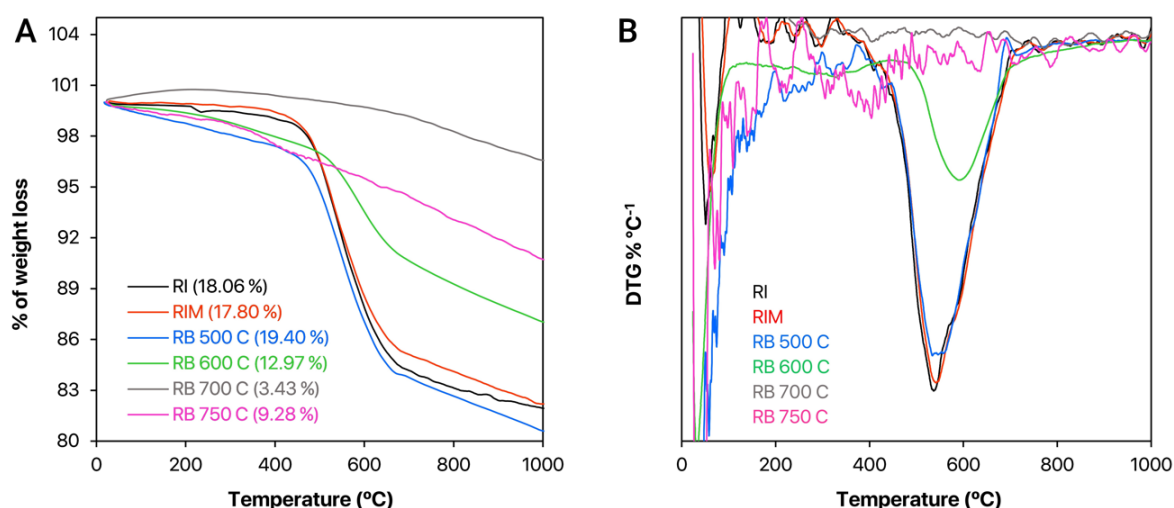 A
104
101
98
95
92
89
86
83
80
% of weight loss
RI (18.06 %)
RIM (17.80 %)
RB 500 C (19.40 %)
RB 600 C (12.97 %)
RB 700 C (3.43 %)
RB 750 C (9.28 %)
0 200 400 600 800 1000
Temperature (ºC)
B
DTG % °C⁻¹
RI
RIM
RB 500 C
RB 600 C
RB 700 C
RB 750 C
0 200 400 600 800 1000
Temperature (ºC)